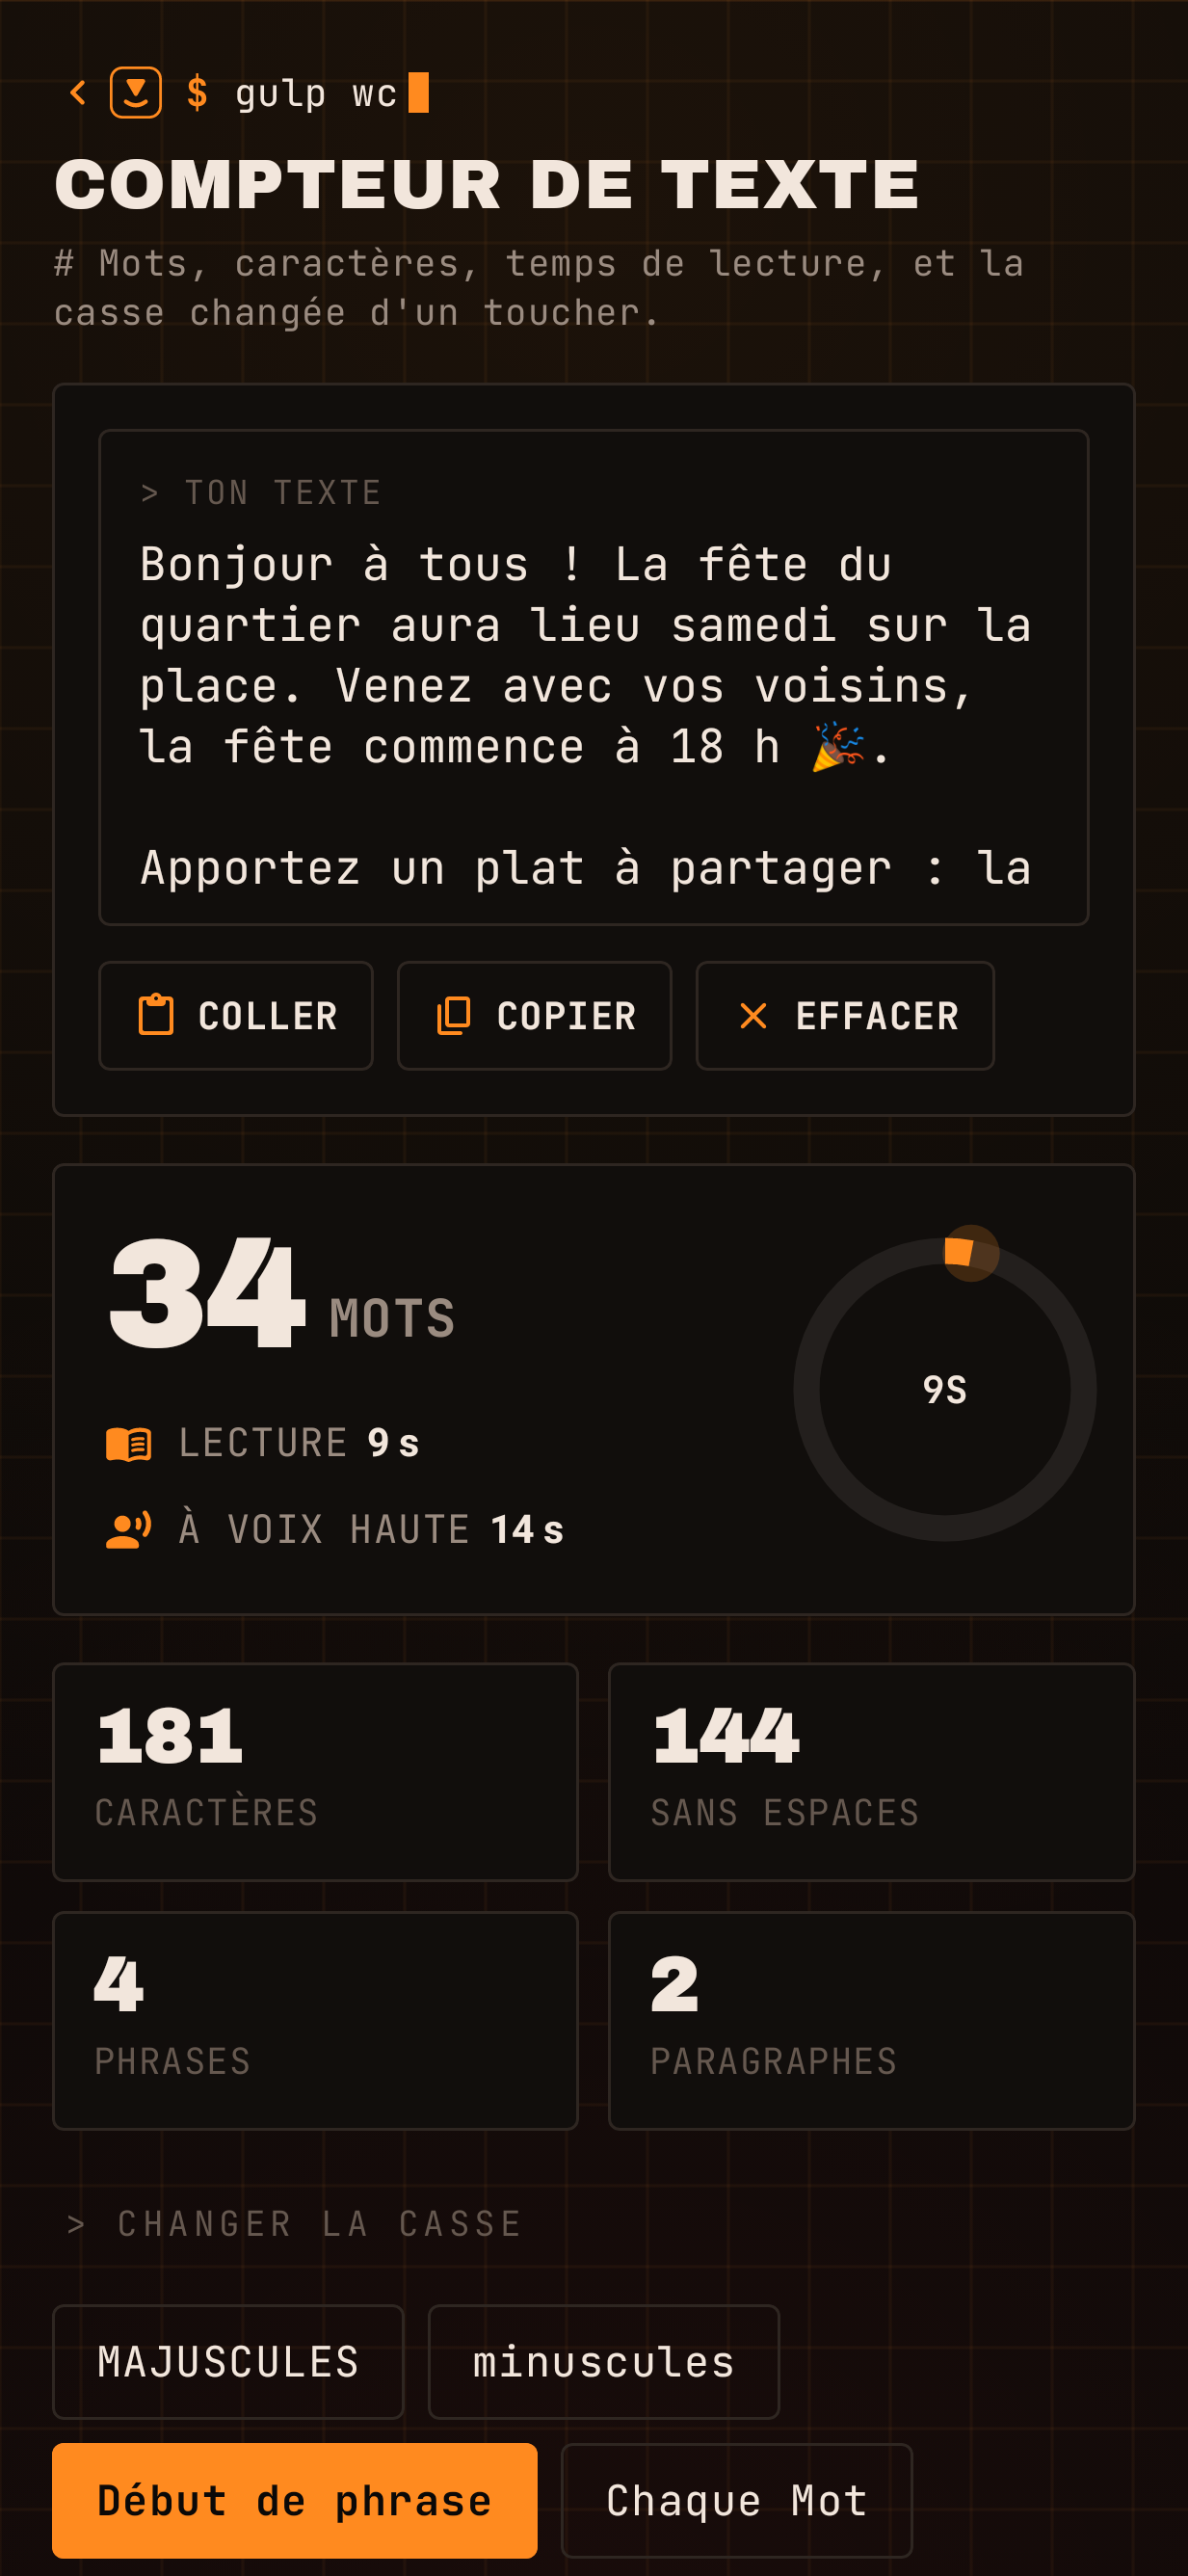 $ gulp wc
COMPTEUR DE TEXTE
# Mots, caractères, temps de lecture, et la
casse changée d'un toucher.
> TON TEXTE
Bonjour à tous ! La fête du
quartier aura lieu samedi sur la
place. Venez avec vos voisins,
la fête commence à 18 h 🎉.
Apportez un plat à partager : la
COLLER COPIER EFFACER
34 MOTS
9S
LECTURE 9 s
À VOIX HAUTE 14 s
181 144
CARACTÈRES SANS ESPACES
4 2
PHRASES PARAGRAPHES
> CHANGER LA CASSE
MAJUSCULES minuscules
Début de phrase Chaque Mot